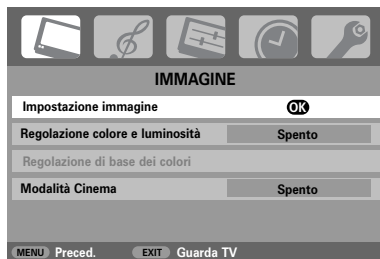 IMMAGINE
Impostazione immagine OK
Regolazione colore e luminosità Spento
Regolazione di base dei colori
Modalità Cinema Spento
MENU Preced. EXIT Guarda TV